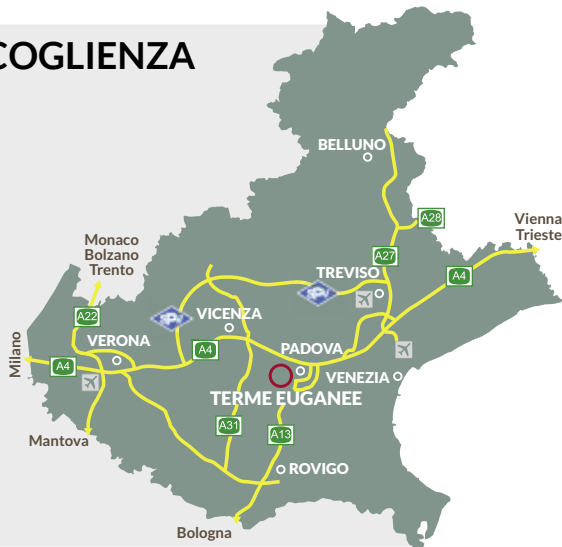 COGLIENZA
BELLUNO
A28
Vienna
Trieste
A27
Monaco
Bolzano
Trento
TREVISO
A4
A22
VICENZA
VERONA
A4
PADOVA
Milano
A4
VENEZIA
TERME EUGANEE
A31
A13
Mantova
ROVIGO
Bologna